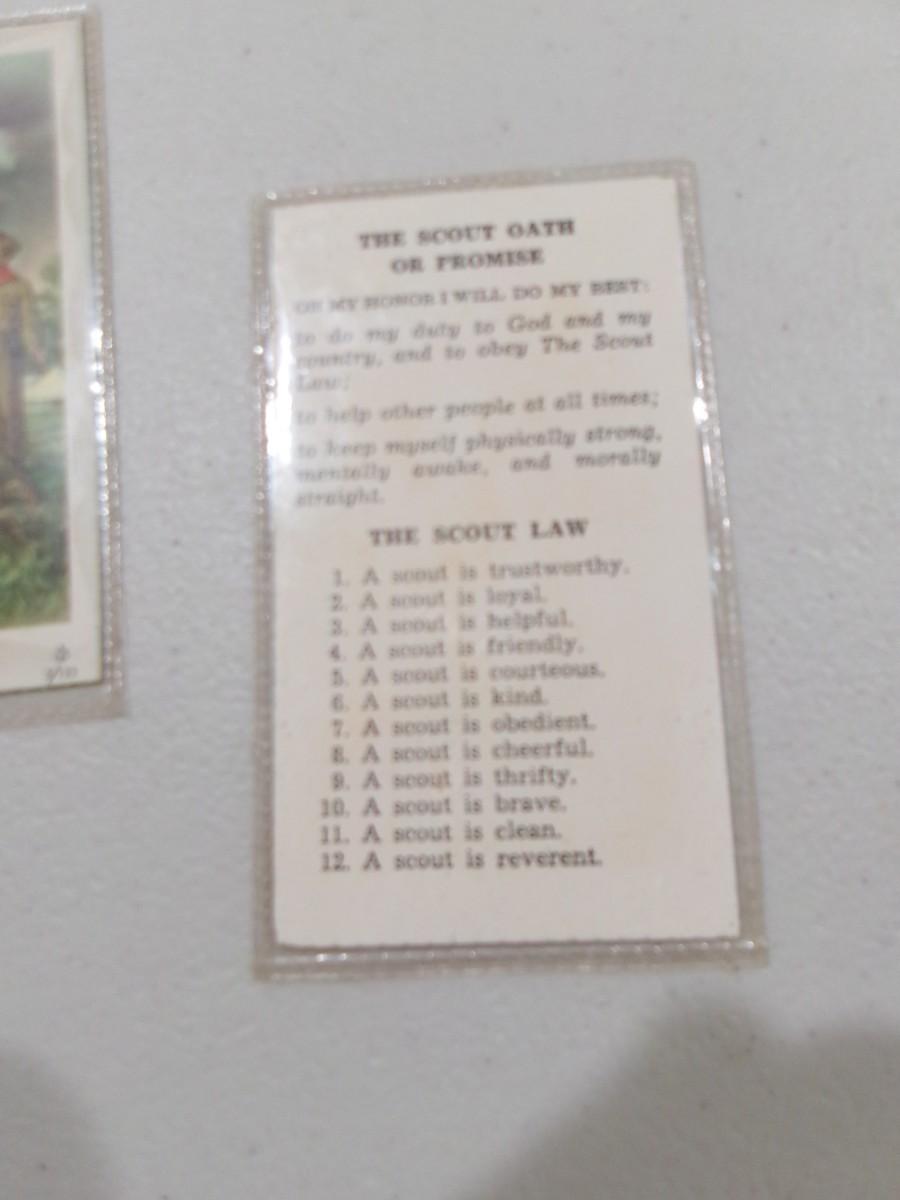 THE SCOUT OATH
OR PROMISE
ON MY HONOR I WILL DO MY BEST:
to do my duty to God and my
country, and to obey The Scout
Law;
to help other people at all times;
to keep myself physically strong,
mentally awake, and morally
straight.
THE SCOUT LAW
1. A scout is trustworthy.
2. A scout is loyal.
3. A scout is helpful.
4. A scout is friendly.
5. A scout is courteous.
6. A scout is kind.
7. A scout is obedient.
8. A scout is cheerful.
9. A scout is thrifty.
10. A scout is brave.
11. A scout is clean.
12. A scout is reverent.